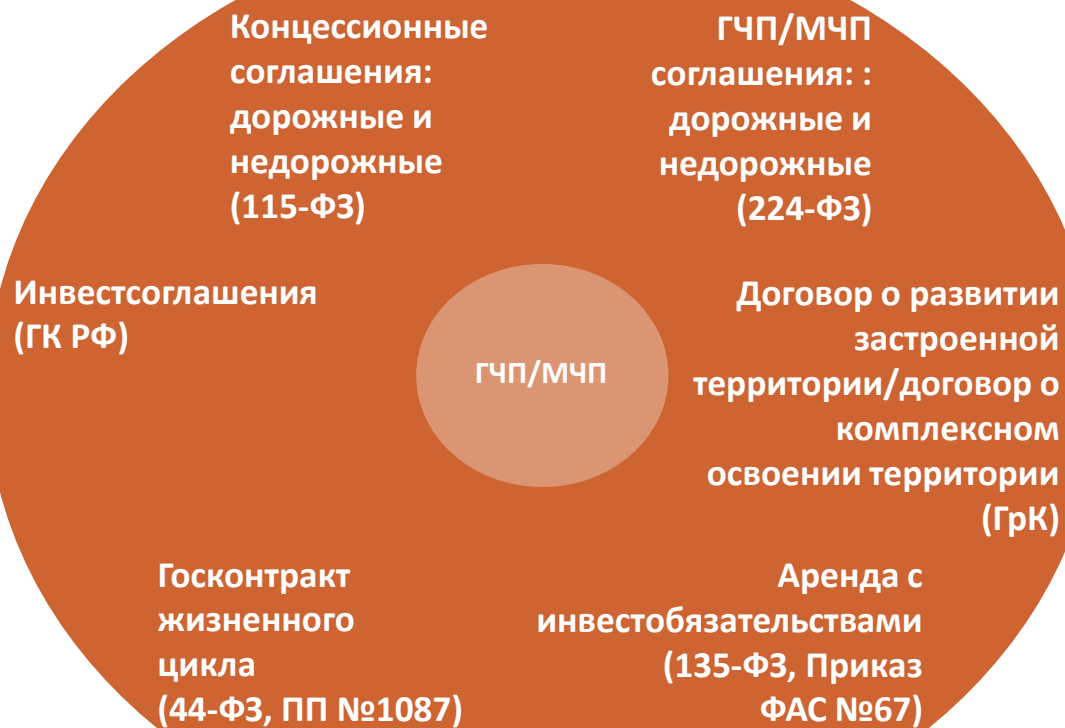 Концессионные
соглашения:
дорожные и
недорожные
(115-ФЗ)
ГЧП/МЧП
соглашения: :
дорожные и
недорожные
(224-ФЗ)
Инвестсоглашения
(ГК РФ)
ГЧП/МЧП
Договор о развитии
застроенной
территории/договор о
комплексном
освоении территории
(ГрК)
Госконтракт
жизненного
цикла
(44-ФЗ, ПП №1087)
Аренда с
инвестобязательствами
(135-ФЗ, Приказ
ФАС №67)